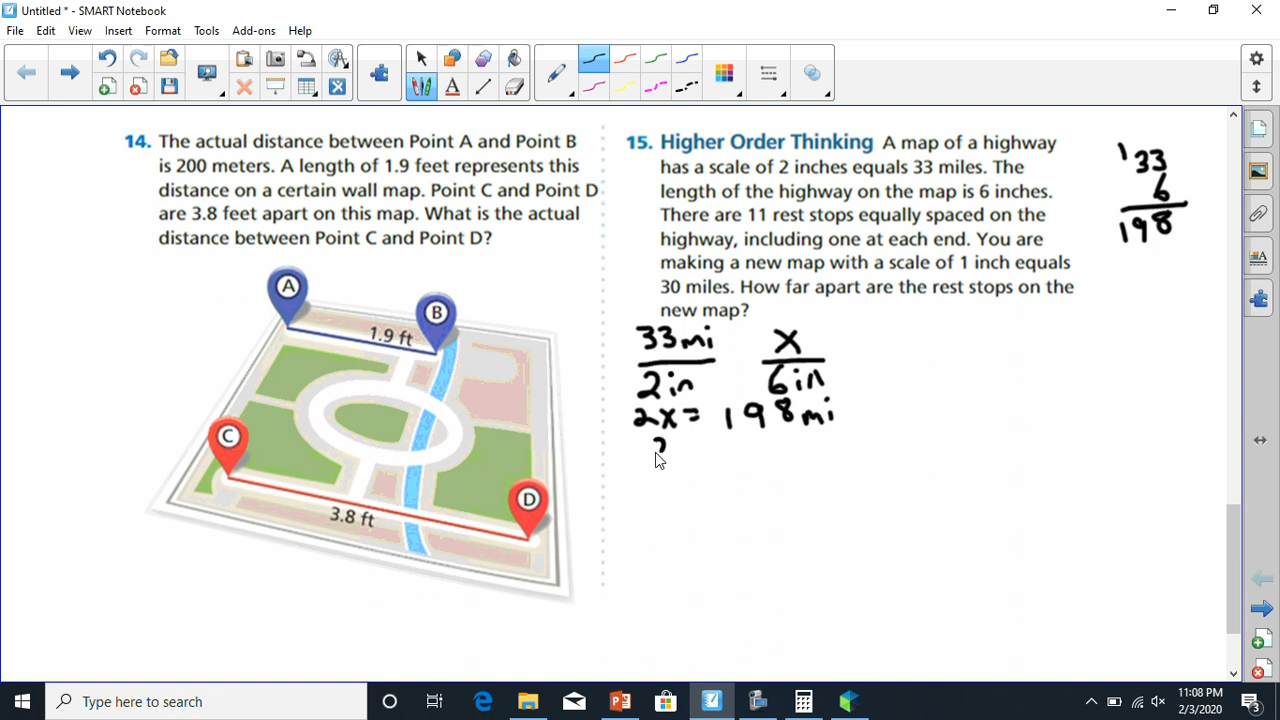 Untitled * - SMART Notebook
File Edit View Insert Format Tools Add-ons Help
14. The actual distance between Point A and Point B
is 200 meters. A length of 1.9 feet represents this
distance on a certain wall map. Point C and Point D
are 3.8 feet apart on this map. What is the actual
distance between Point C and Point D?
A
B
1.9 ft
C
D
3.8 ft
15. Higher Order Thinking A map of a highway
has a scale of 2 inches equals 33 miles. The
length of the highway on the map is 6 inches.
There are 11 rest stops equally spaced on the
highway, including one at each end. You are
making a new map with a scale of 1 inch equals
30 miles. How far apart are the rest stops on the
new map?
33mi x
2in 6in
2x= 198mi
1
33
6
198
Type here to search
11:08 PM
2/3/2020
3